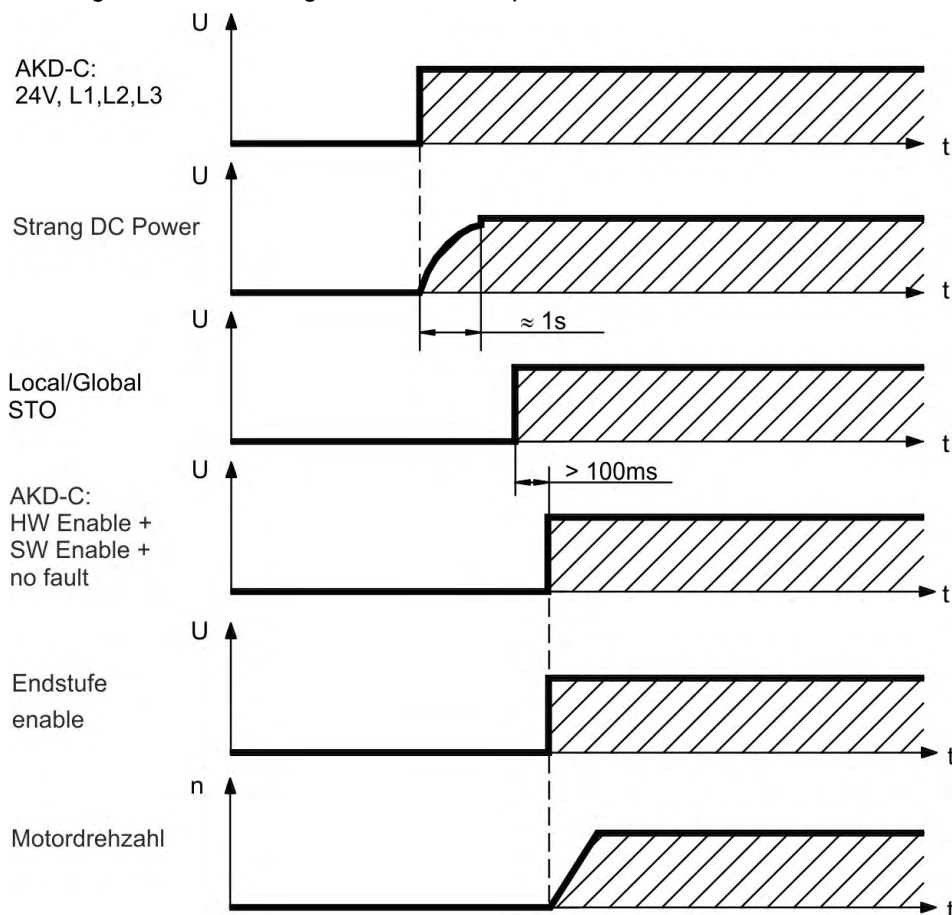 U
AKD-C:
24V, L1,L2,L3
t
U
Strang DC Power
t
≈ 1s
U
Local/Global
STO
t
> 100ms
U
AKD-C:
HW Enable +
SW Enable +
no fault
t
U
Endstufe
enable
t
n
Motordrehzahl
t